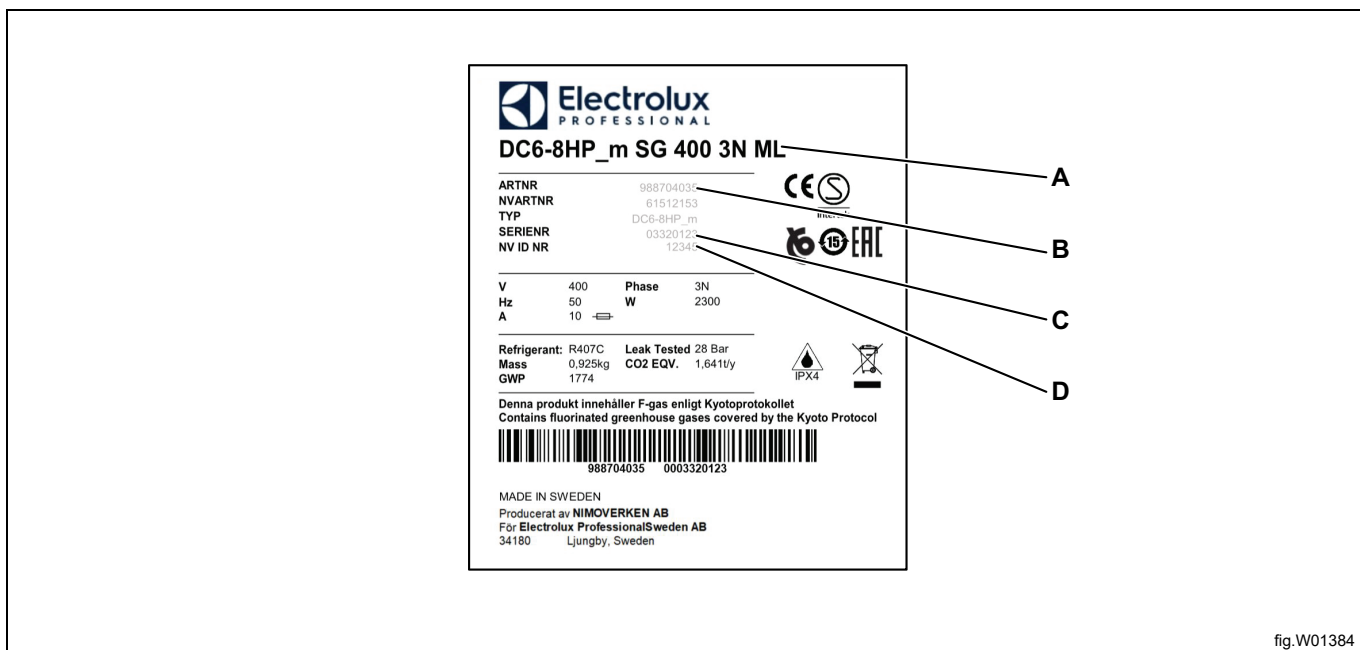 Electrolux
PROFESSIONAL
DC6-8HP_m SG 400 3N ML
A
ARTNR 988704035
B
NVARTNR 61512153
TYP DC6-8HP_m
SERIENR 03320123
C
NV ID NR 12345
D
CE S
Intertek
15 EAC
V 400 Phase 3N
Hz 50 W 2300
A 10
Refrigerant: R407C Leak Tested 28 Bar
Mass 0,925kg CO2 EQV. 1,641t/y
GWP 1774
IPX4
Denna produkt innehåller F-gas enligt Kyotoprotokollet
Contains fluorinated greenhouse gases covered by the Kyoto Protocol
988704035 0003320123
MADE IN SWEDEN
Producerat av NIMOVERKEN AB
För Electrolux ProfessionalSweden AB
34180 Ljungby, Sweden
fig.W01384